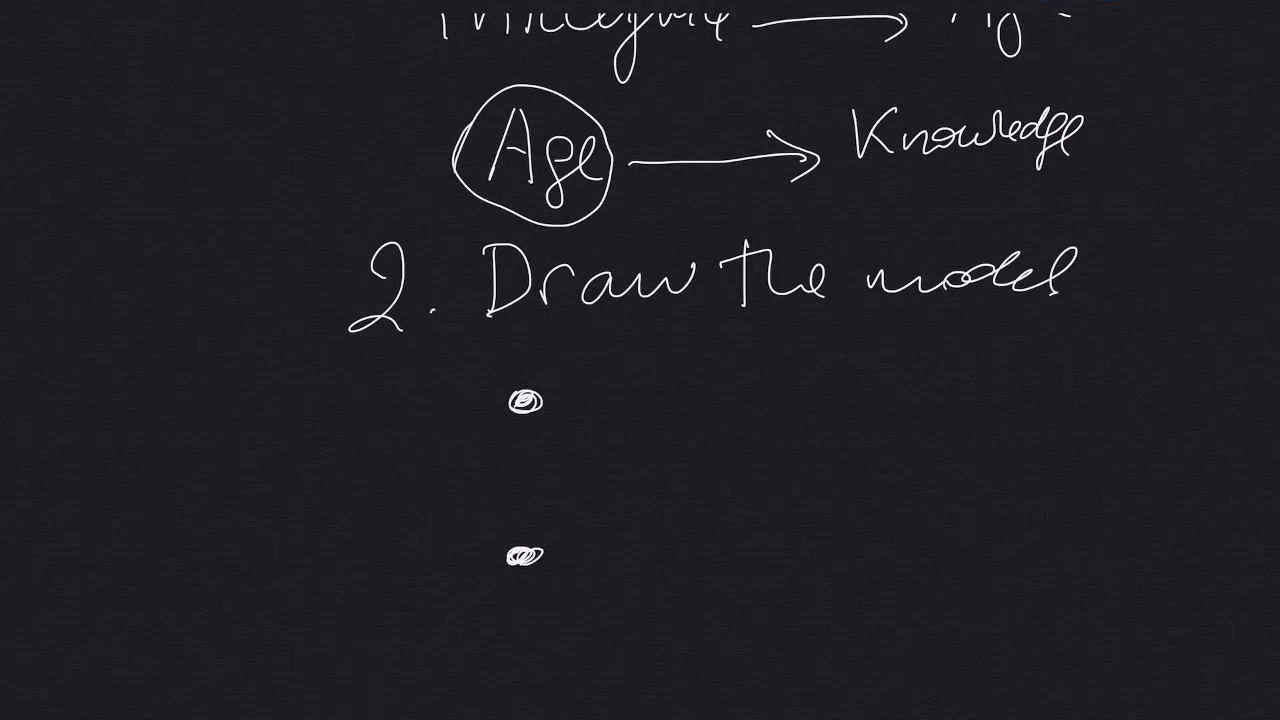 Age → Knowledge
2. Draw the model